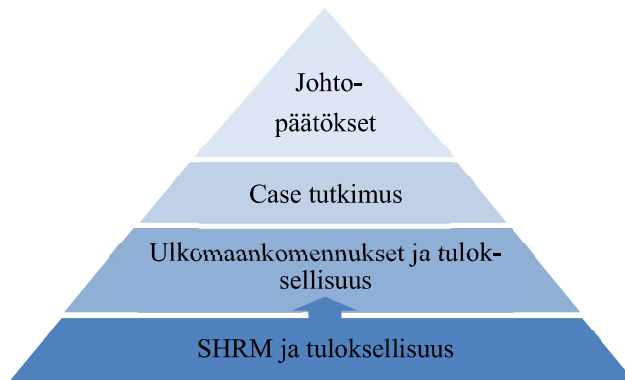 Johto-
päätökset
Case tutkimus
Ulkomaankomennukset ja tulok-
sellisuus
SHRM ja tuloksellisuus